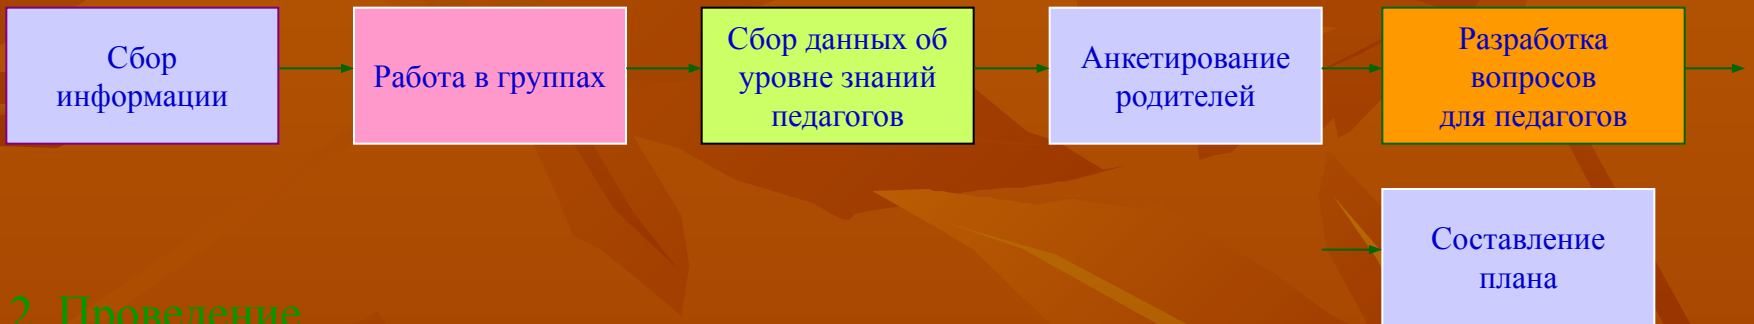 Сбор
информации
Работа в группах
Сбор данных об
уровне знаний
педагогов
Анкетирование
родителей
Разработка
вопросов
для педагогов
Составление
плана
2. Проведение